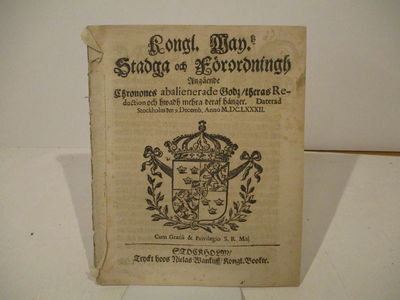 Kongl. May.tz
Stadga och Förordningh
Angående
Chronones abalienerade Godz/theras Re-
duction och hwadh mehra deraf hänger. Daterad
Stockholm den 9. Decemb, Anno M.DC.LXXXII.
Cum Gratiâ & Privilegio S. R. Maj.
STOCKHOLM/
Tryckt hoos Niclas Wankijff/ Kongl. Booktr.